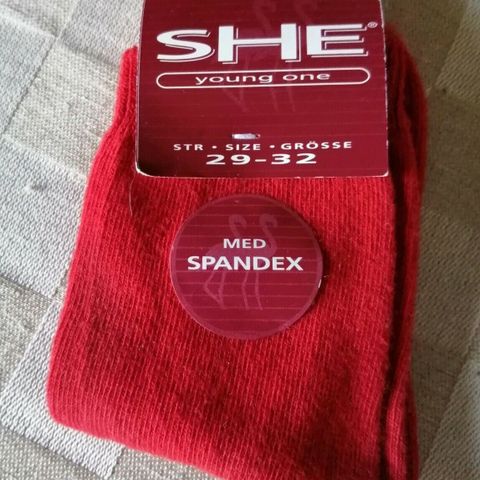 SHE®
young one
STR • SIZE • GRÖSSE
29-32
MED
SPANDEX